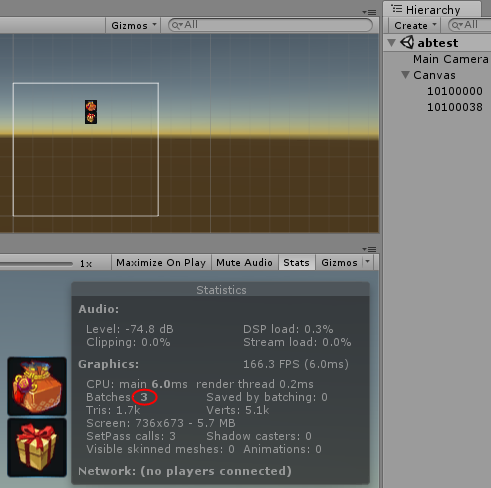 Gizmos
All
1x
Maximize On Play
Mute Audio
Stats
Gizmos
Statistics
Audio:
Level: -74.8 dB
DSP load: 0.3%
Clipping: 0.0%
Stream load: 0.0%
Graphics:
166.3 FPS (6.0ms)
CPU: main 6.0ms render thread 0.2ms
Batches: 3
Saved by batching: 0
Tris: 1.7k
Verts: 5.1k
Screen: 736x673 - 5.7 MB
SetPass calls: 3
Shadow casters: 0
Visible skinned meshes: 0
Animations: 0
Network: (no players connected)
Hierarchy
Create
All
abtest
Main Camera
Canvas
10100000
10100038